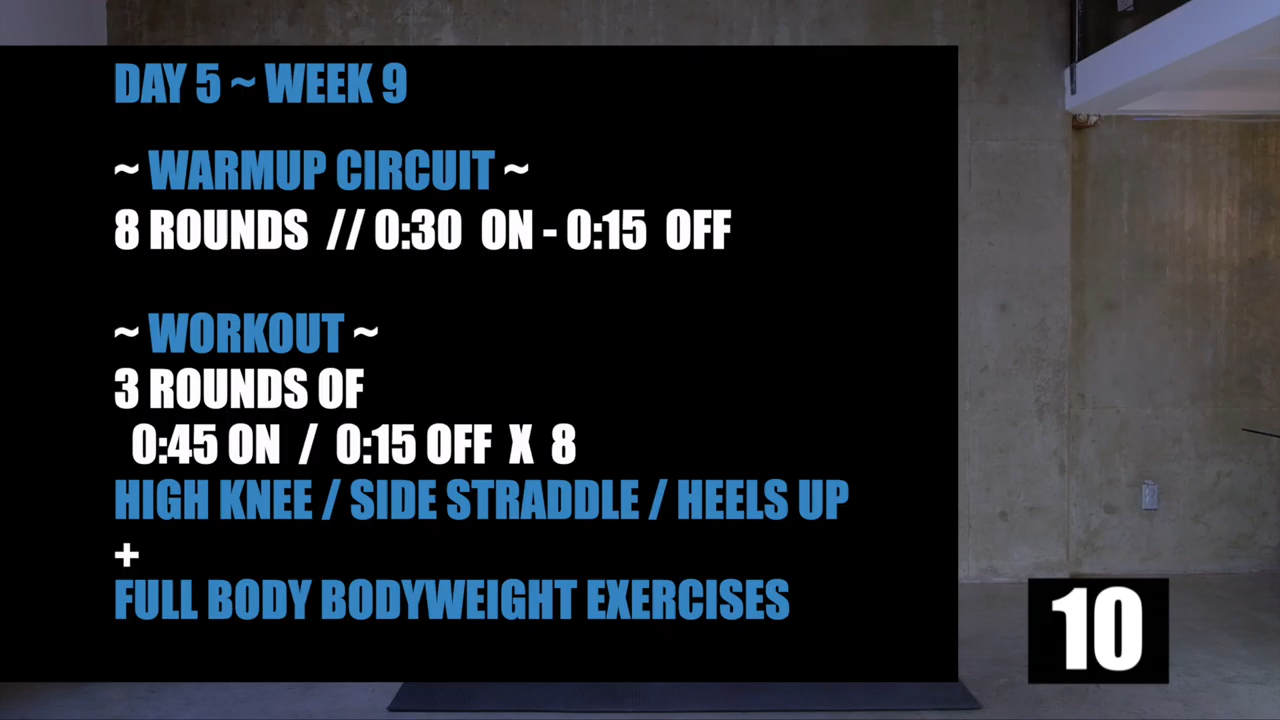 DAY 5 ~ WEEK 9
~ WARMUP CIRCUIT ~
8 ROUNDS // 0:30 ON - 0:15 OFF
~ WORKOUT ~
3 ROUNDS OF
0:45 ON / 0:15 OFF X 8
HIGH KNEE / SIDE STRADDLE / HEELS UP
+
FULL BODY BODYWEIGHT EXERCISES
10